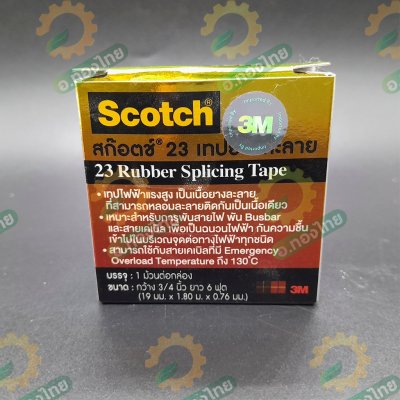 Scotch®
3M
สก๊อตช์® 23 เทป ละลาย
23 Rubber Splicing Tape
• เทปไฟฟ้าแรงสูง เป็นเนื้อยางละลาย
ที่สามารถหลอมละลายติดกันเป็นเนื้อเดียว
• เหมาะสำหรับการพันสายไฟ พัน Busbar
และสายเคเบิล เพื่อเป็นฉนวนไฟฟ้า กันความชื้น
เข้าไปในบริเวณจุดต่อทางไฟฟ้าทุกชนิด
• สามารถใช้กับสายเคเบิลที่มี Emergency
Overload Temperature ถึง 130°C
บรรจุ : 1 ม้วนต่อกล่อง
ขนาด : กว้าง 3/4 นิ้ว ยาว 6 ฟุต
(19 มม. x 1.80 ม. x 0.76 มม.)
3M
อ.ทองไทย